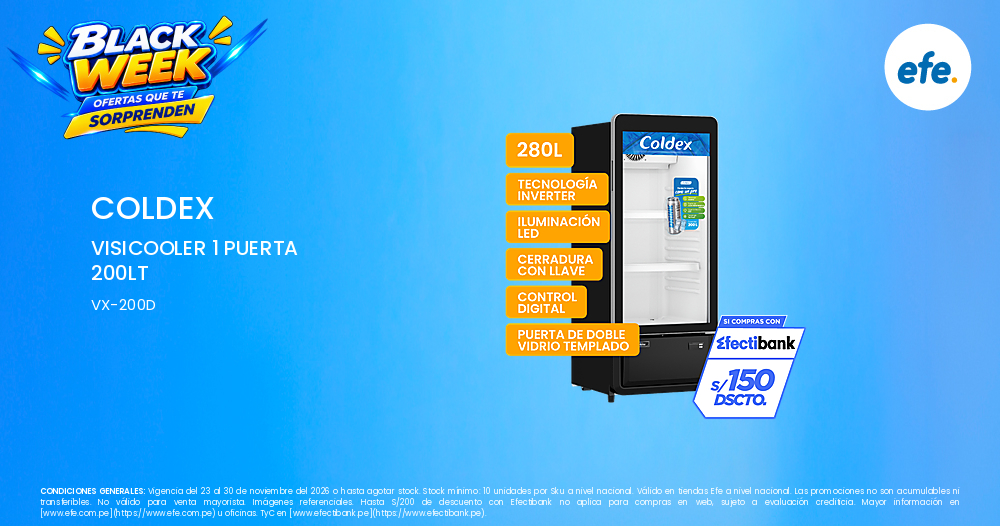 BLACK
WEEK
OFERTAS QUE TE
SORPRENDEN
efe.
COLDEX
VISICOOLER 1 PUERTA
200LT
VX-200D
280L
TECNOLOGÍA
INVERTER
ILUMINACIÓN
LED
CERRADURA
CON LLAVE
CONTROL
DIGITAL
PUERTA DE DOBLE
VIDRIO TEMPLADO
Coldex
SI COMPRAS CON
Efectibank
S/150
DSCTO.
CONDICIONES GENERALES: Vigencia del 23 al 30 de noviembre del 2026 o hasta agotar stock. Stock mínimo: 10 unidades por Sku a nivel nacional. Válido en tiendas Efe a nivel nacional. Las promociones no son acumulables ni
transferibles. No válido para venta mayorista. Imágenes referenciales. Hasta S/200 de descuento con Efectibank no aplica para compras en web, sujeto a evaluación crediticia. Mayor información en
[www.efe.com.pe](https://www.efe.com.pe) u oficinas. TyC en [www.efectibank.pe](https://www.efectibank.pe).